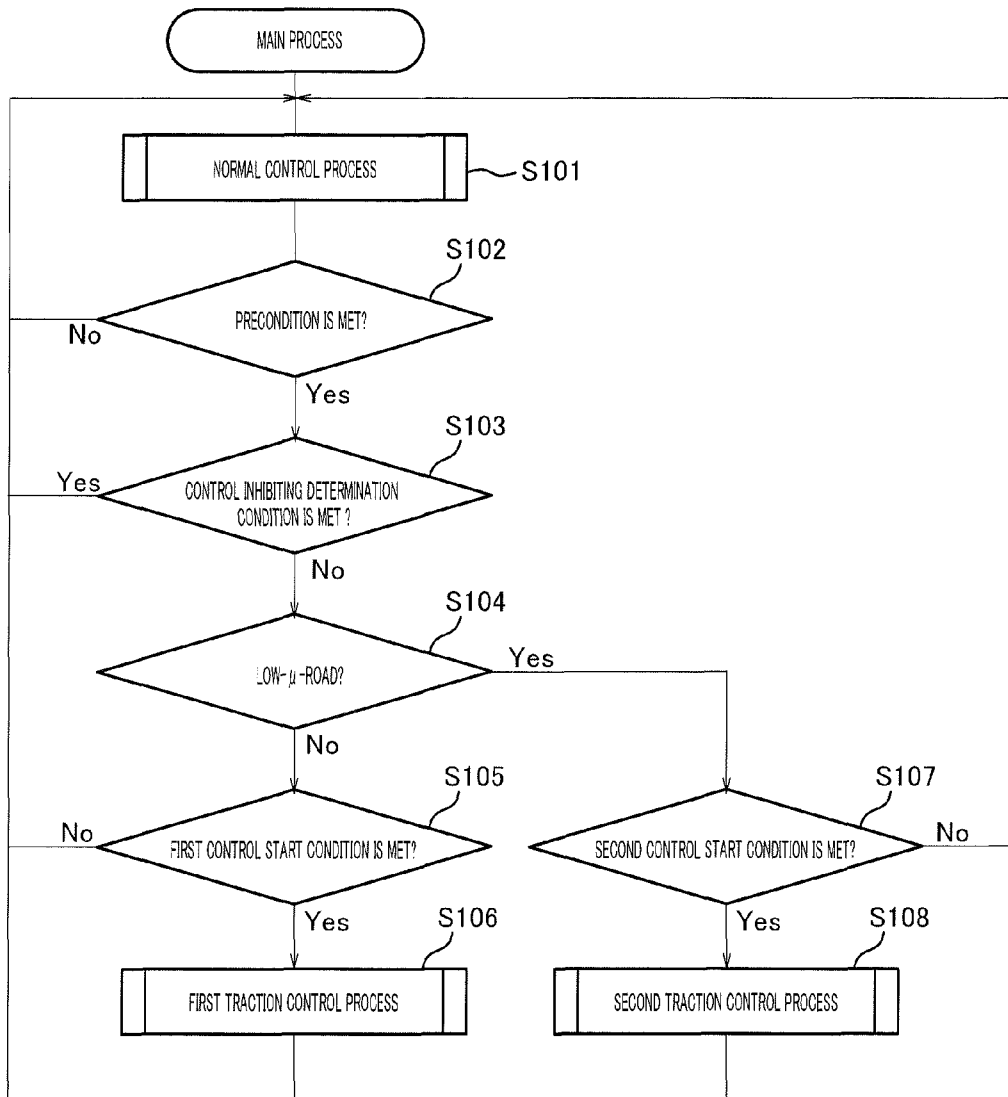 MAIN PROCESS
NORMAL CONTROL PROCESS
S101
S102
PRECONDITION IS MET?
No
Yes
S103
Yes
CONTROL INHIBITING DETERMINATION
CONDITION IS MET ?
No
S104
Yes
LOW-μ-ROAD?
No
S105
S107
No
FIRST CONTROL START CONDITION IS MET?
SECOND CONTROL START CONDITION IS MET?
No
Yes
S106
Yes
S108
FIRST TRACTION CONTROL PROCESS
SECOND TRACTION CONTROL PROCESS